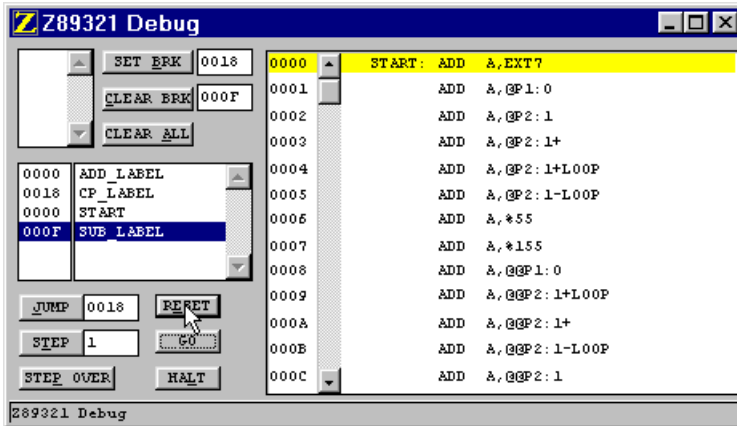 Z Z89321 Debug
SET BRK 0018
CLEAR BRK 000F
CLEAR ALL
0000 ADD_LABEL
0018 CP_LABEL
0000 START
000F SUB_LABEL
JUMP 0018 RESET
STEP 1 GO
STEP OVER HALT
0000 START: ADD A,EXT7
0001 ADD A,@P1:0
0002 ADD A,@P2:1
0003 ADD A,@P2:1+
0004 ADD A,@P2:1+LOOP
0005 ADD A,@P2:1-LOOP
0006 ADD A,%55
0007 ADD A,%155
0008 ADD A,@@P1:0
0009 ADD A,@@P2:1+LOOP
000A ADD A,@@P2:1+
000B ADD A,@@P2:1-LOOP
000C ADD A,@@P2:1
Z89321 Debug